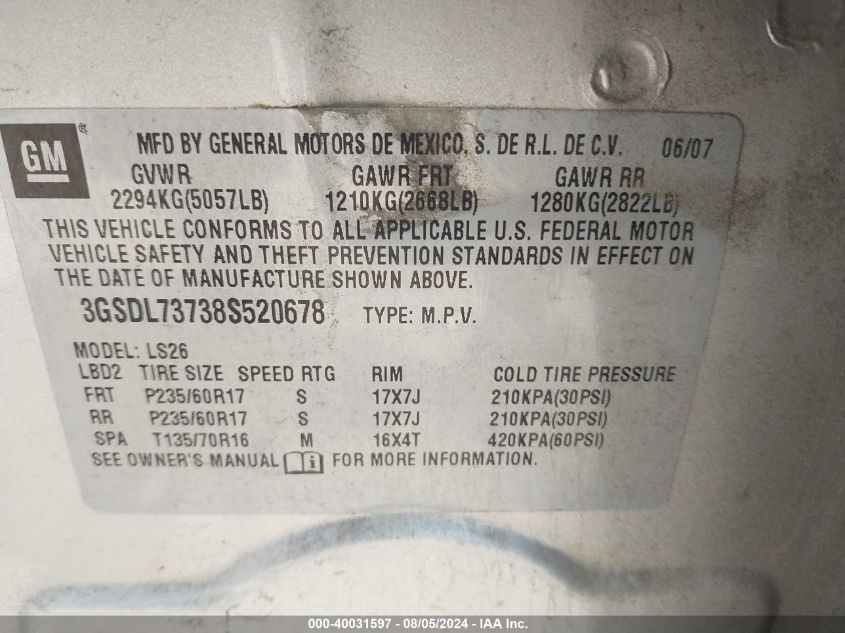 GM ®
MFD BY GENERAL MOTORS DE MEXICO, S. DE R.L. DE C.V. 06/07
GVWR GAWR FRT GAWR RR
2294KG(5057LB) 1210KG(2668LB) 1280KG(2822LB)
THIS VEHICLE CONFORMS TO ALL APPLICABLE U.S. FEDERAL MOTOR
VEHICLE SAFETY AND THEFT PREVENTION STANDARDS IN EFFECT ON
THE DATE OF MANUFACTURE SHOWN ABOVE.
3GSDL73738S520678 TYPE: M.P.V.
MODEL: LS26
LBD2 TIRE SIZE SPEED RTG RIM COLD TIRE PRESSURE
FRT P235/60R17 S 17X7J 210KPA(30PSI)
RR P235/60R17 S 17X7J 210KPA(30PSI)
SPA T135/70R16 M 16X4T 420KPA(60PSI)
SEE OWNER'S MANUAL i FOR MORE INFORMATION.
000-40031597 - 08/05/2024 - IAA Inc.